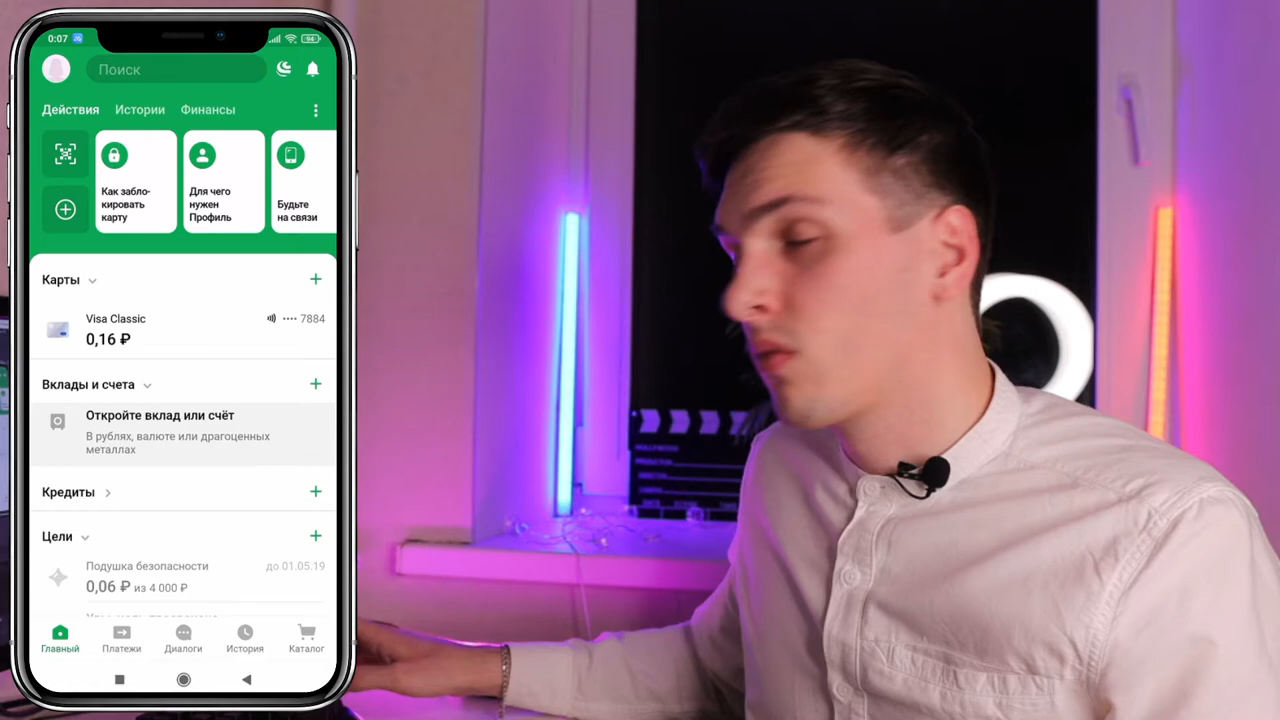 0:07
54
Поиск
Действия
Истории
Финансы
Как забло-
кировать
карту
Для чего
нужен
Профиль
Будьте
на связи
Карты
Visa Classic
•••• 7884
0,16 ₽
Вклады и счета
Откройте вклад или счёт
В рублях, валюте или драгоценных
металлах
Кредиты
Цели
Подушка безопасности
до 01.05.19
0,06 ₽ из 4 000 ₽
Главный
Платежи
Диалоги
История
Каталог